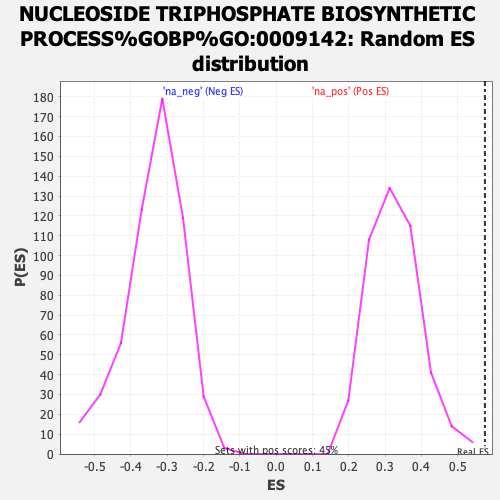 NUCLEOSIDE TRIPHOSPHATE BIOSYNTHETIC
PROCESS%GOBP%GO:0009142: Random ES
distribution
'na_neg' (Neg ES) 'na_pos' (Pos ES)
180
170
160
150
140
130
120
110
100
90
80
70
60
50
40
30
20
10
0
P(ES)
Sets with pos scores: 45%
Real ES
-0.5 -0.4 -0.3 -0.2 -0.1 0.0 0.1 0.2 0.3 0.4 0.5
ES